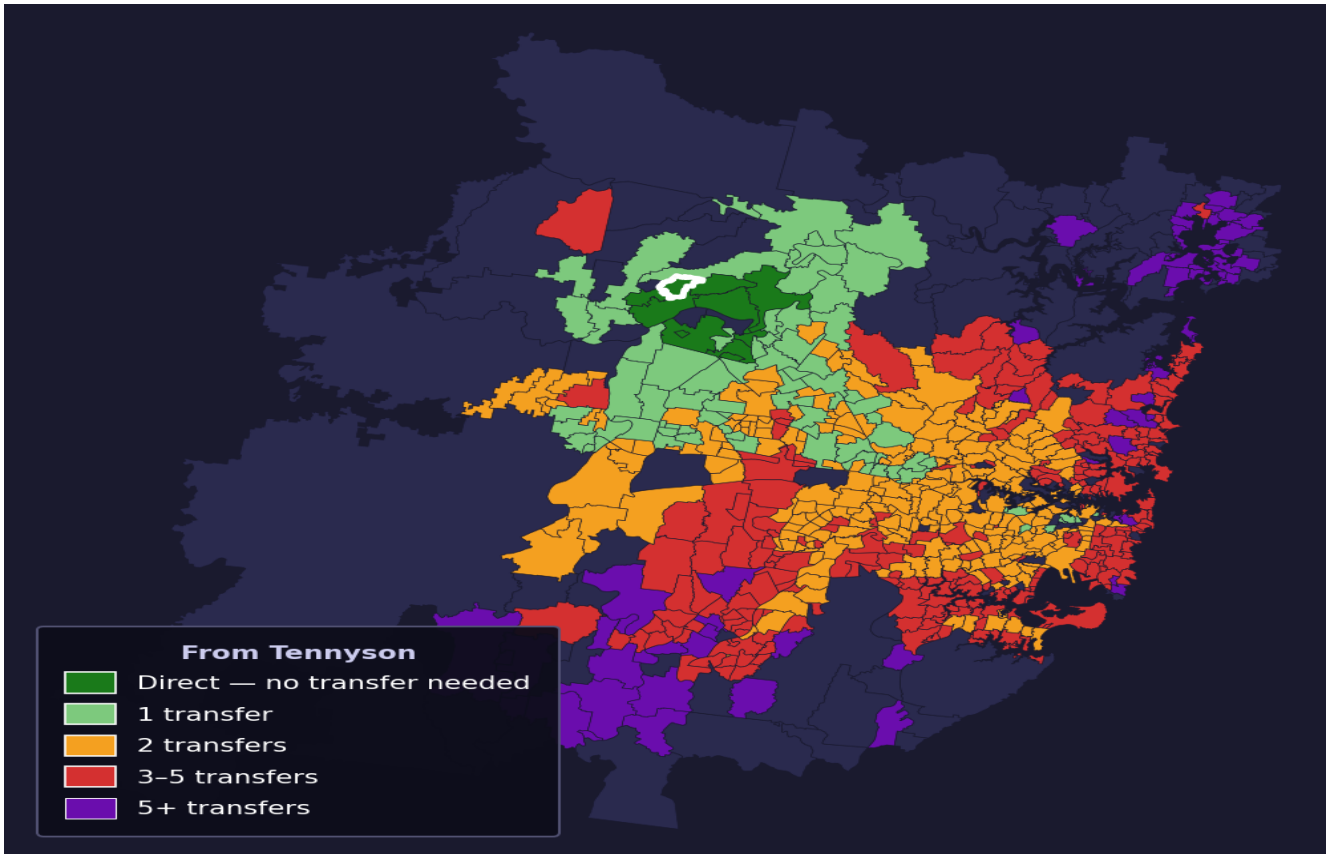 From Tennyson
Direct — no transfer needed
1 transfer
2 transfers
3–5 transfers
5+ transfers